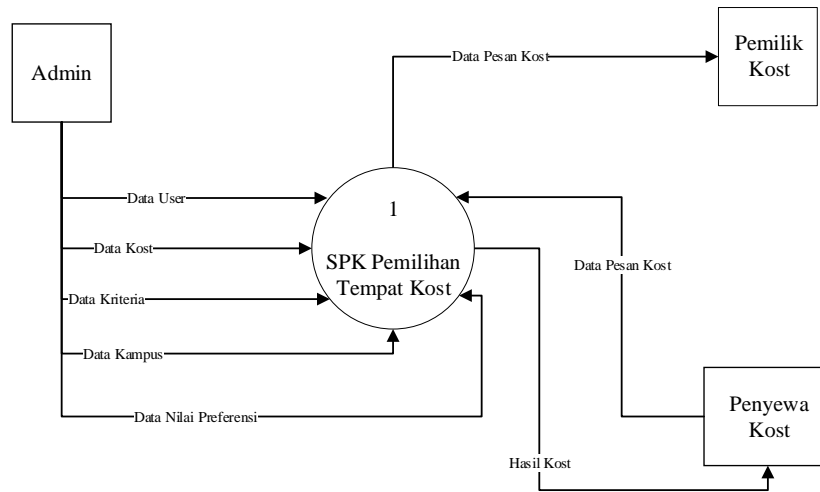 Admin
Data Pesan Kost
Pemilik
Kost
Data User
1
Data Kost
SPK Pemilihan
Tempat Kost
Data Pesan Kost
Data Kriteria
Data Kampus
Data Nilai Preferensi
Penyewa
Kost
Hasil Kost